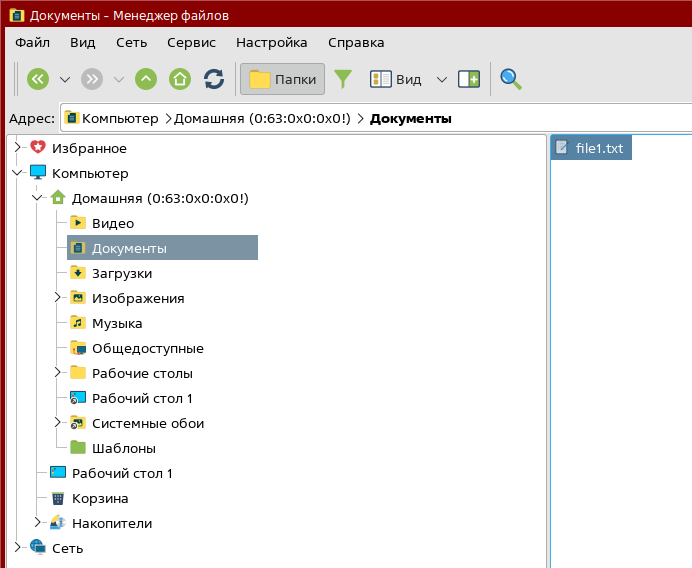 Документы - Менеджер файлов
Файл Вид Сеть Сервис Настройка Справка
Папки Вид
Адрес: Компьютер Домашняя (0:63:0x0:0x0!) Документы
Избранное
file1.txt
Компьютер
Домашняя (0:63:0x0:0x0!)
Видео
Документы
Загрузки
Изображения
Музыка
Общедоступные
Рабочие столы
Рабочий стол 1
Системные обои
Шаблоны
Рабочий стол 1
Корзина
Накопители
Сеть